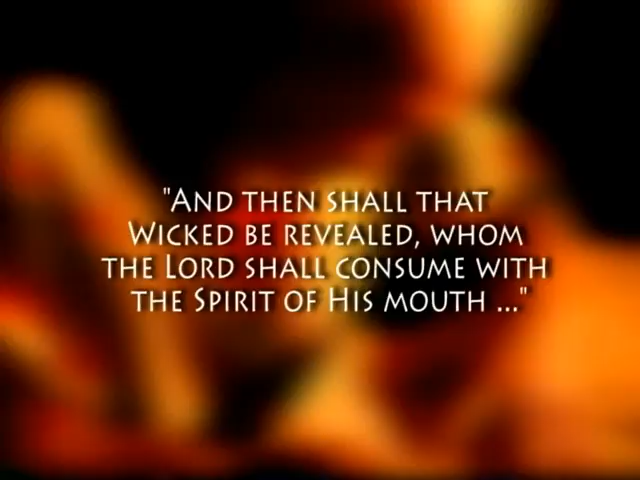 "And then shall that
Wicked be revealed, whom
the Lord shall consume with
the Spirit of His mouth ..."